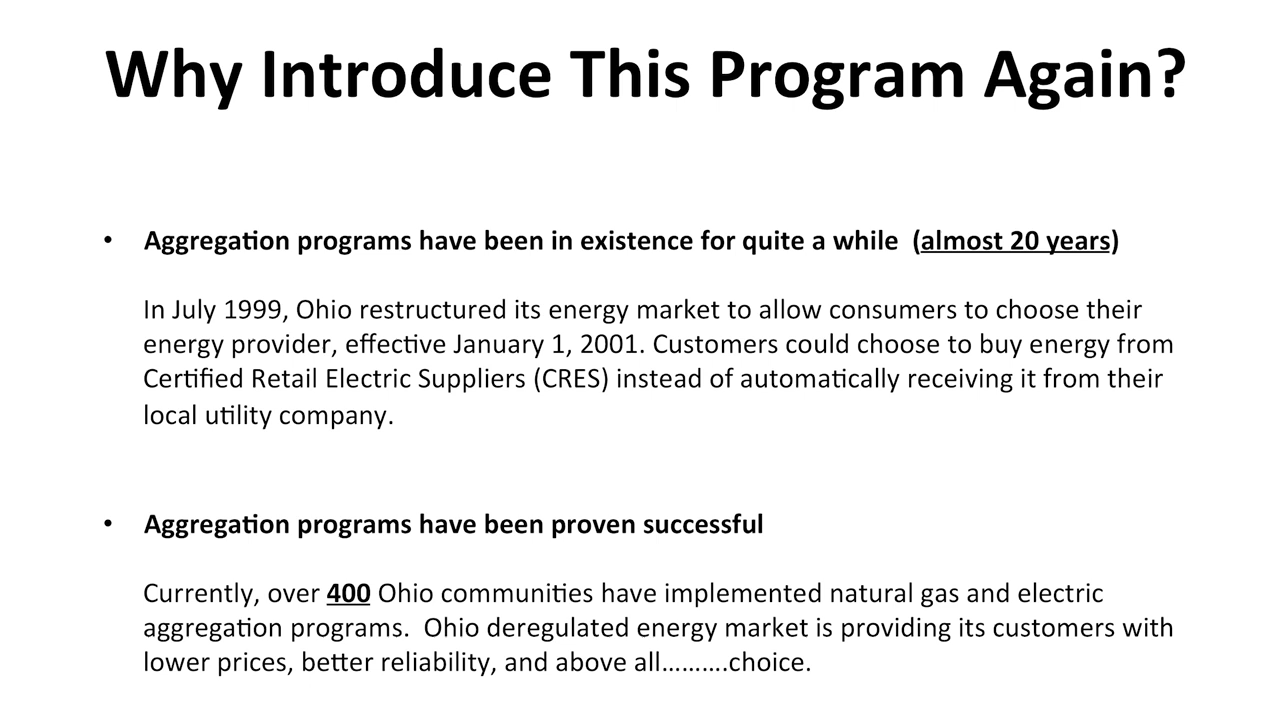 Why Introduce This Program Again?
• Aggregation programs have been in existence for quite a while  (almost 20 years)
In July 1999, Ohio restructured its energy market to allow consumers to choose their
energy provider, effective January 1, 2001. Customers could choose to buy energy from
Certified Retail Electric Suppliers (CRES) instead of automatically receiving it from their
local utility company.
• Aggregation programs have been proven successful
Currently, over 400 Ohio communities have implemented natural gas and electric
aggregation programs.  Ohio deregulated energy market is providing its customers with
lower prices, better reliability, and above all……….choice.